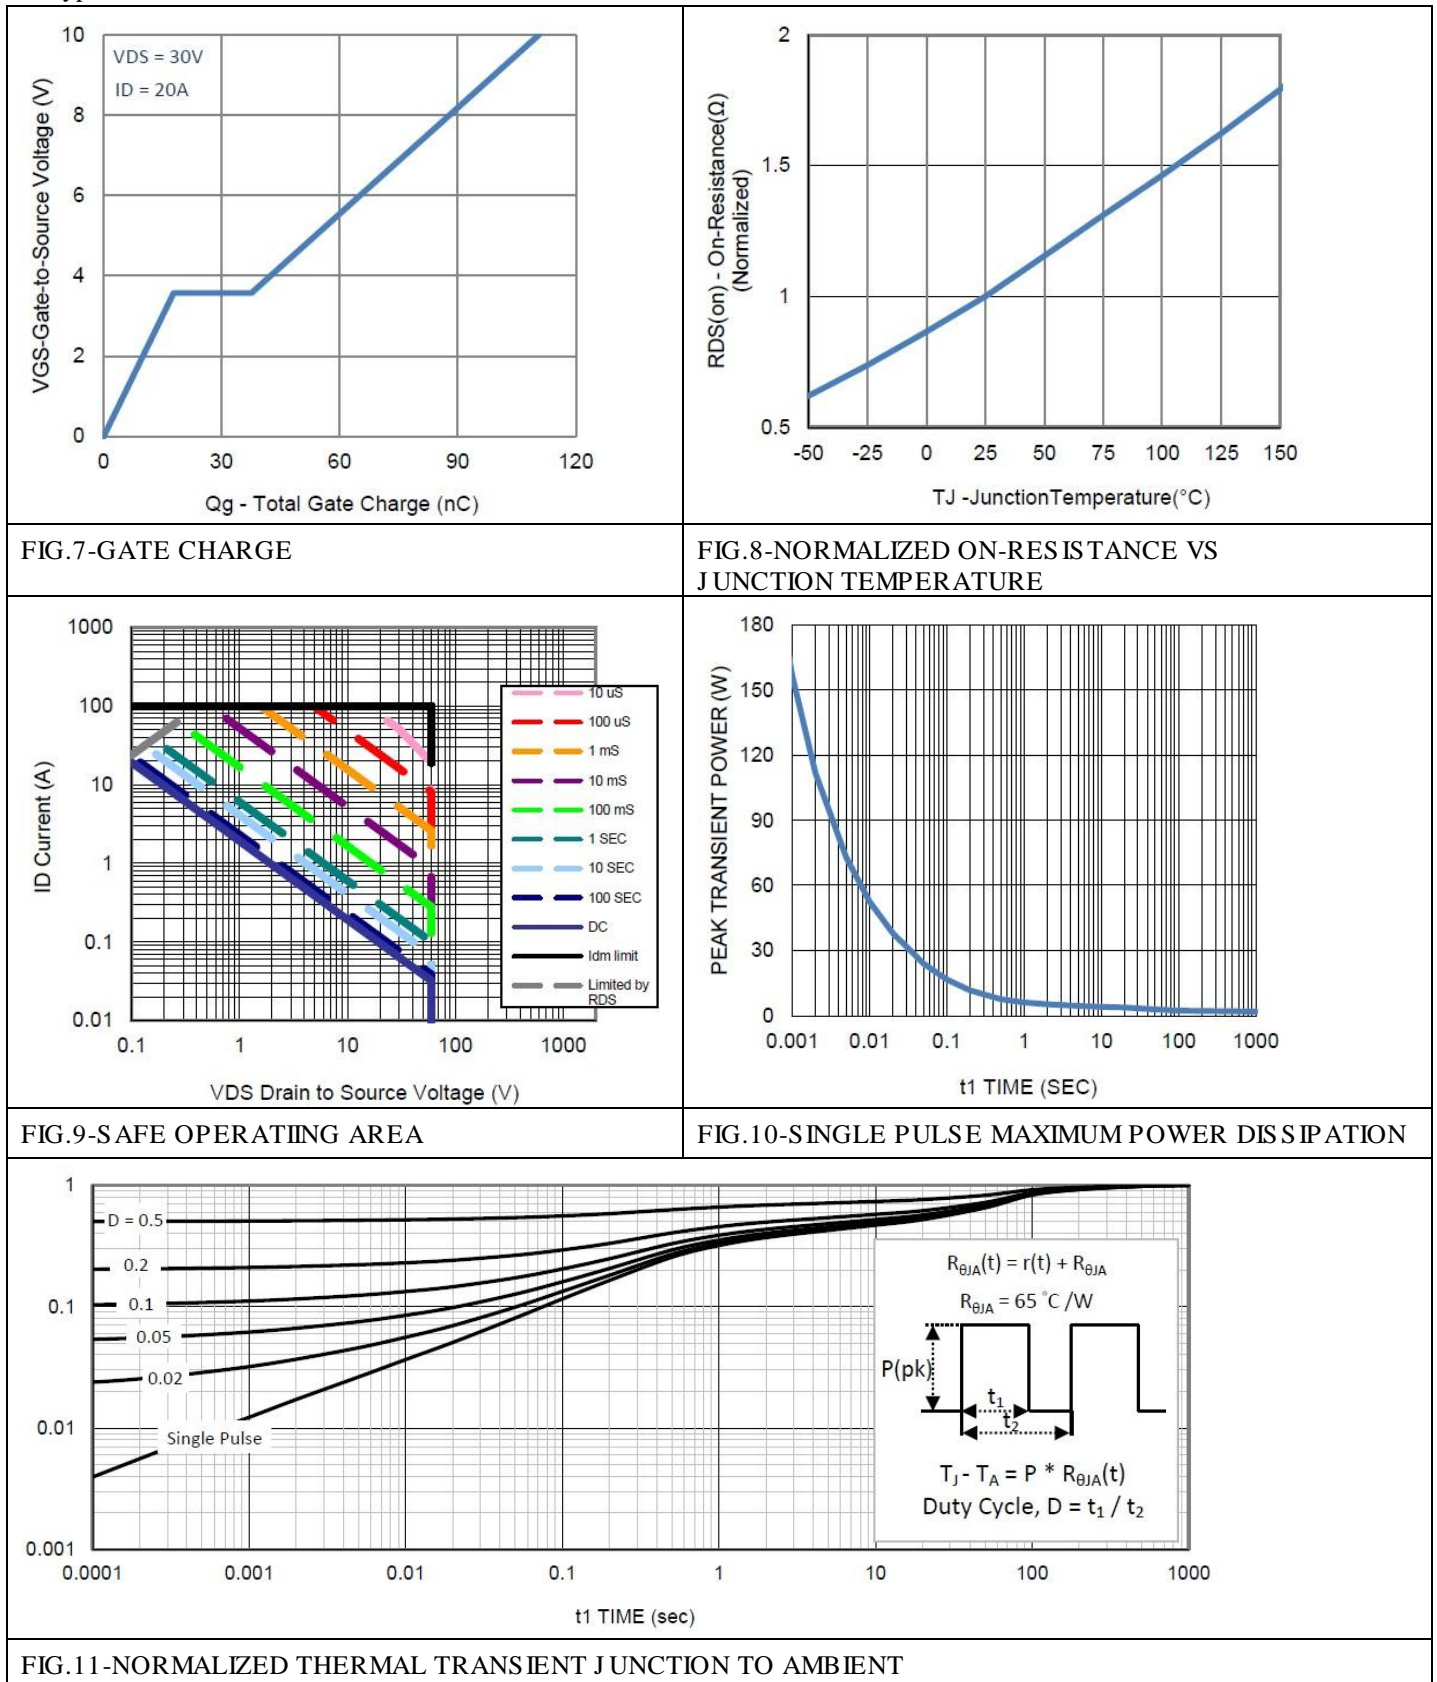 10
VDS = 30V
8
ID = 20A
6
4
2
0
0 30 60 90 120
VGS-Gate-to-Source Voltage (V)
Qg - Total Gate Charge (nC)
2
1.5
1
0.5
-50 -25 0 25 50 75 100 125 150
RDS(on) - On-Resistance(Ω)
(Normalized)
TJ -JunctionTemperature(°C)
FIG.7-GATE CHARGE
FIG.8-NORMALIZED ON-RESISTANCE VS
JUNCTION TEMPERATURE
1000
100
10
1
0.1
0.01
0.1 1 10 100 1000
ID Current (A)
VDS Drain to Source Voltage (V)
10 uS
100 uS
1 mS
10 mS
100 mS
1 SEC
10 SEC
100 SEC
DC
Idm limit
Limited by
RDS
180
150
120
90
60
30
0
0.001 0.01 0.1 1 10 100 1000
PEAK TRANSIENT POWER (W)
t1 TIME (SEC)
FIG.9-SAFE OPERATIING AREA
FIG.10-SINGLE PULSE MAXIMUM POWER DISSIPATION
1
0.1
0.01
0.001
D = 0.5
0.2
0.1
0.05
0.02
Single Pulse
RθJA(t) = r(t) + RθJA
RθJA = 65 °C /W
P(pk)
t1
t2
TJ - TA = P * RθJA(t)
Duty Cycle, D = t1 / t2
0.0001 0.001 0.01 0.1 1 10 100 1000
t1 TIME (sec)
FIG.11-NORMALIZED THERMAL TRANSIENT JUNCTION TO AMBIENT